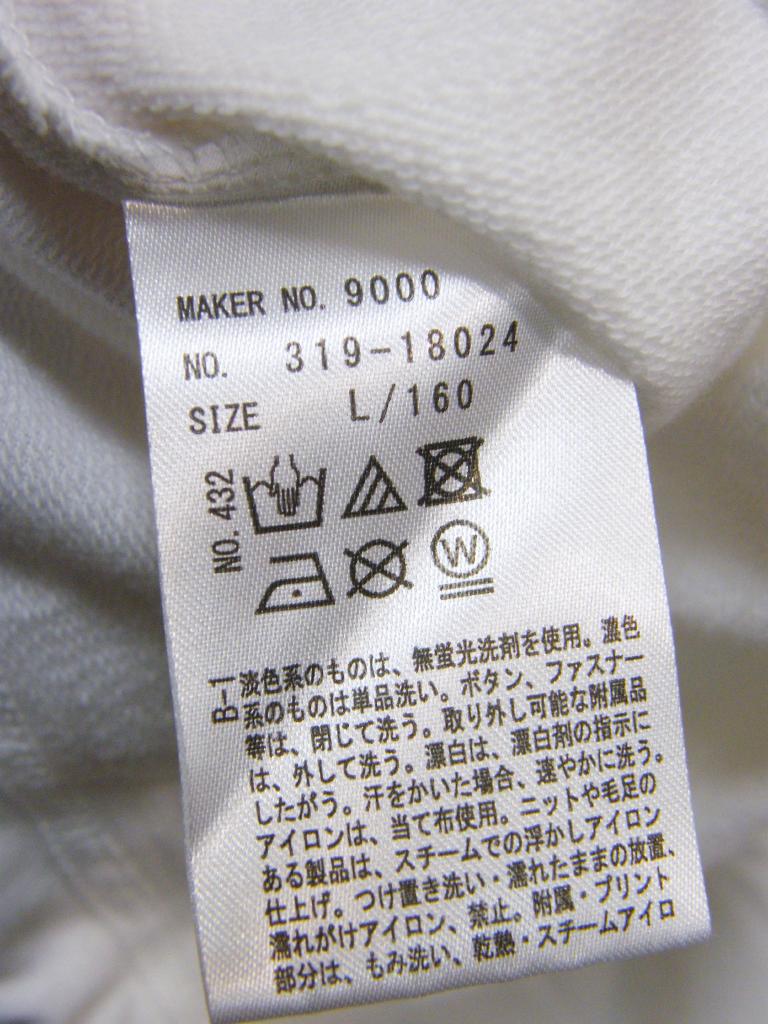 MAKER NO. 9000
NO. 319-18024
SIZE L/160
NO. 432
W
B-1
淡色系のものは、無蛍光洗剤を使用。濃色
系のものは単品洗い。ボタン、ファスナー
等は、閉じて洗う。取り外し可能な附属品
は、外して洗う。漂白は、漂白剤の指示に
したがう。汗をかいた場合、速やかに洗う。
アイロンは、当て布使用。ニットや毛足の
ある製品は、スチームでの浮かしアイロン
仕上げ。つけ置き洗い・濡れたままの放置、
濡れがけアイロン、禁止。附属・プリント
部分は、もみ洗い、乾熱・スチームアイロ